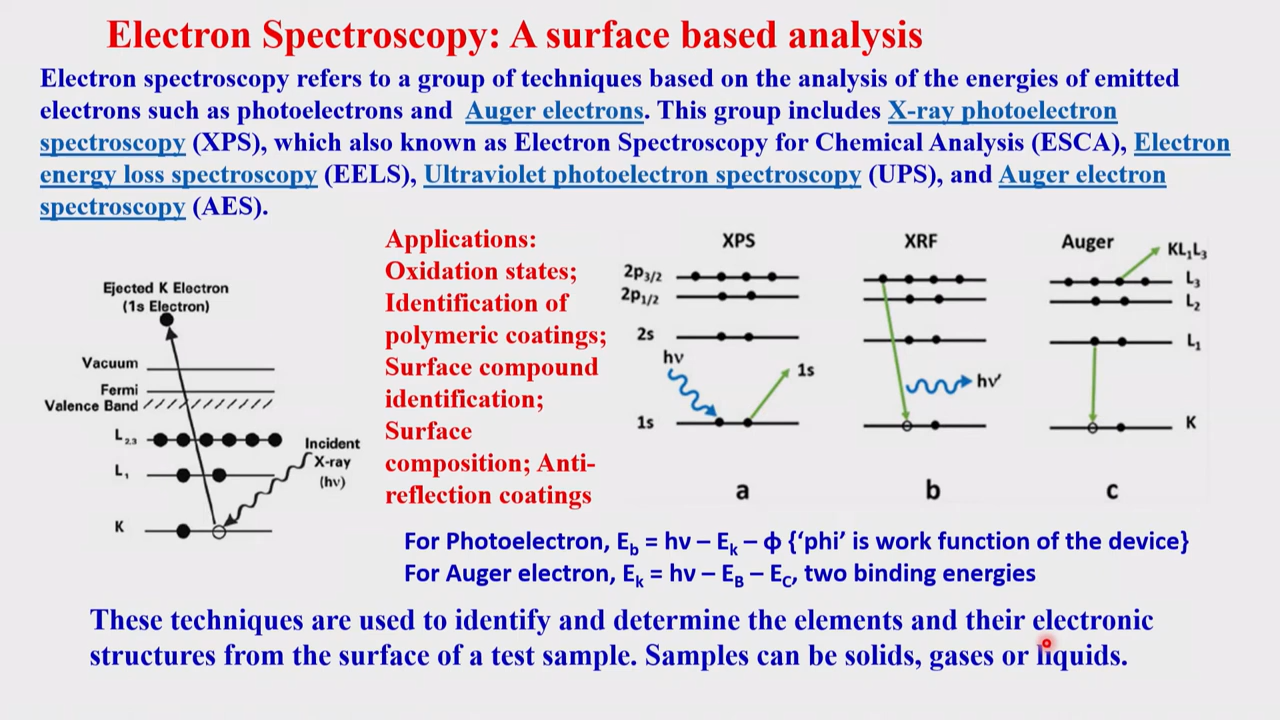 Electron Spectroscopy: A surface based analysis
Electron spectroscopy refers to a group of techniques based on the analysis of the energies of emitted
electrons such as photoelectrons and Auger electrons. This group includes X-ray photoelectron
spectroscopy (XPS), which also known as Electron Spectroscopy for Chemical Analysis (ESCA), Electron
energy loss spectroscopy (EELS), Ultraviolet photoelectron spectroscopy (UPS), and Auger electron
spectroscopy (AES).
Ejected K Electron
(1s Electron)
Vacuum
Fermi
Valence Band
L2,3
L1
K
Incident
X-ray
(hν)
Applications:
Oxidation states;
Identification of
polymeric coatings;
Surface compound
identification;
Surface
composition; Anti-
reflection coatings
XPS
2p3/2
2p1/2
2s
hν
1s
1s
a
XRF
hν′
b
Auger
KL1L3
L3
L2
L1
K
c
For Photoelectron, Eb = hν – Ek – ϕ {‘phi’ is work function of the device}
For Auger electron, Ek = hν – EB – EC, two binding energies
These techniques are used to identify and determine the elements and their electronic
structures from the surface of a test sample. Samples can be solids, gases or liquids.